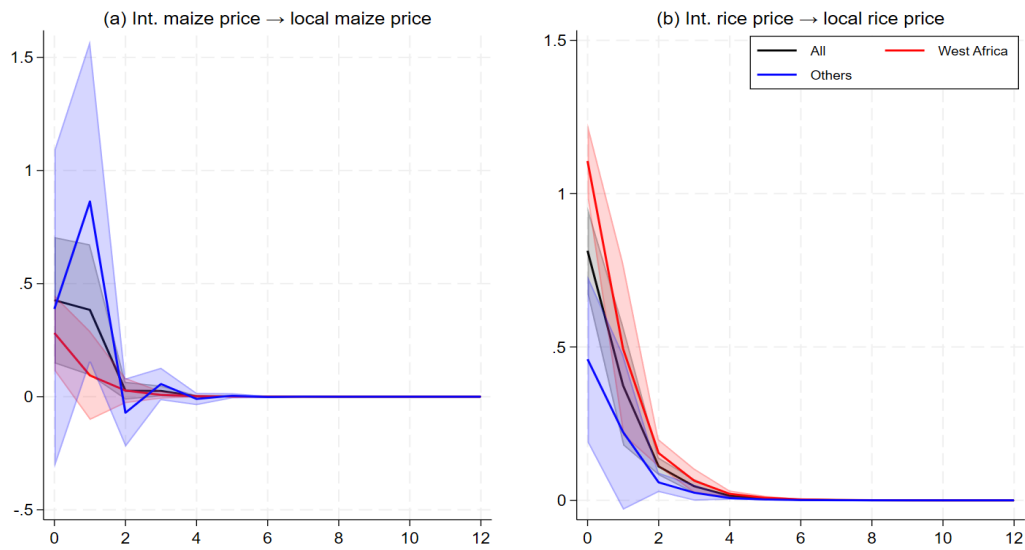 (a) Int. maize price → local maize price
1.5
1
.5
0
-.5
0 2 4 6 8 10 12
(b) Int. rice price → local rice price
All West Africa
Others
1.5
1
.5
0
0 2 4 6 8 10 12